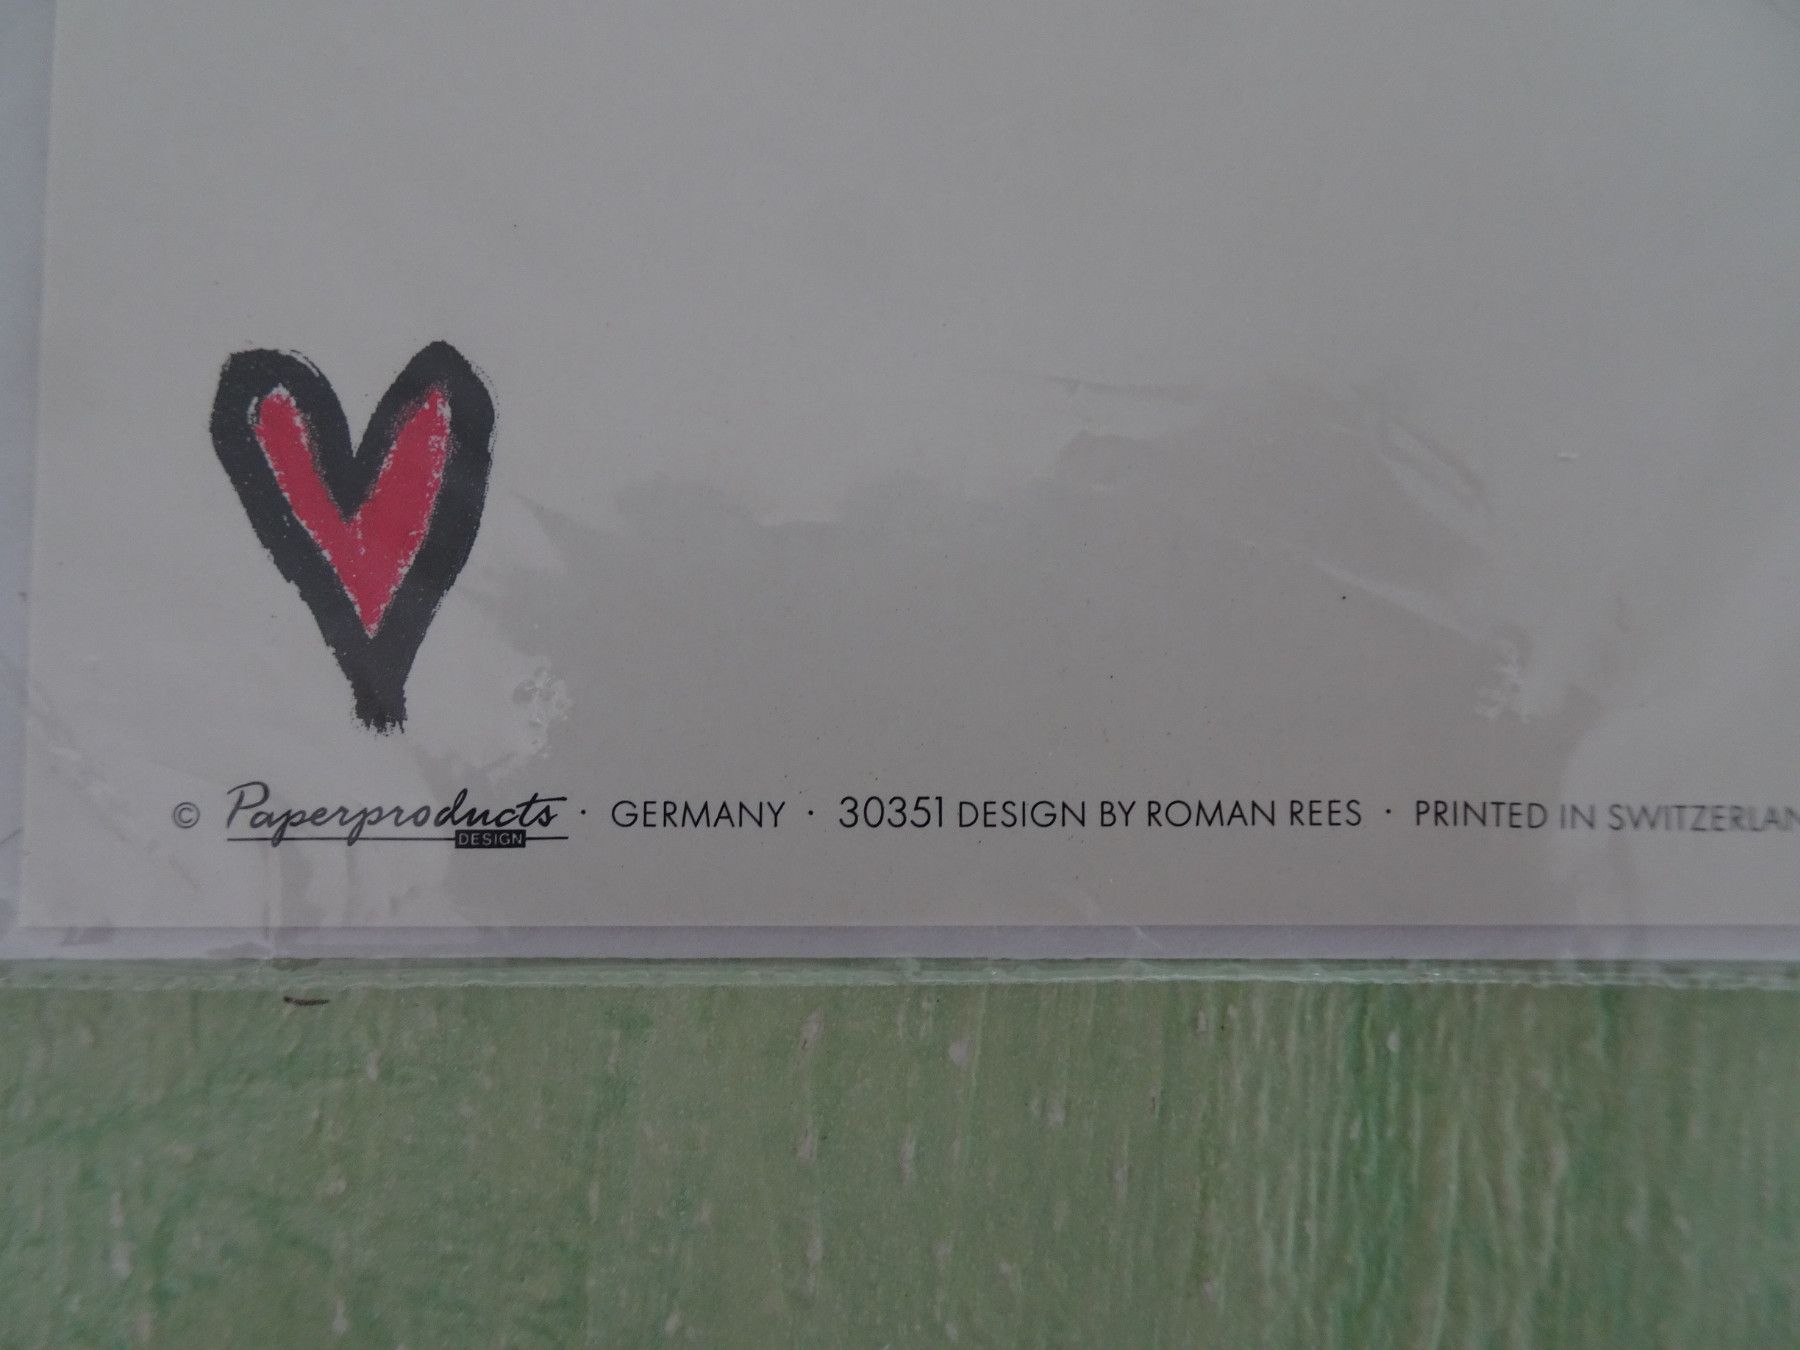 © Paperproducts DESIGN · GERMANY · 30351 DESIGN BY ROMAN REES · PRINTED IN SWITZERLAN